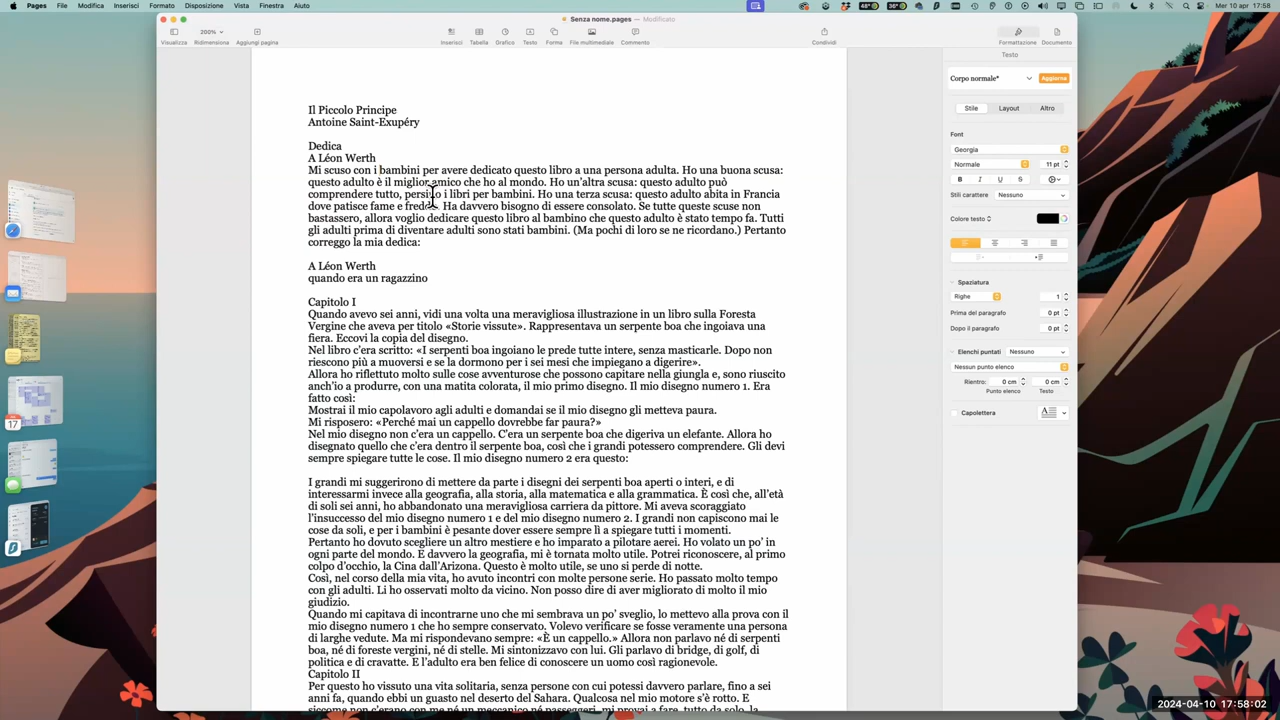 Pages File Modifica Inserisci Formato Disposizione Vista Finestra Aiuto
48° 36° Mer 10 apr 17:58
Senza nome.pages — Modificato
200%
Visualizza Ridimensiona Aggiungi pagina Inserisci Tabella Grafico Testo Forma File multimediale Commento Condividi Formattazione Documento
Il Piccolo Principe
Antoine Saint-Exupéry
Dedica
A Léon Werth
Mi scuso con i bambini per avere dedicato questo libro a una persona adulta. Ho una buona scusa:
questo adulto è il miglior amico che ho al mondo. Ho un'altra scusa: questo adulto può
comprendere tutto, persino i libri per bambini. Ho una terza scusa: questo adulto abita in Francia
dove patisce fame e freddo. Ha davvero bisogno di essere consolato. Se tutte queste scuse non
bastassero, allora voglio dedicare questo libro al bambino che questo adulto è stato tempo fa. Tutti
gli adulti prima di diventare adulti sono stati bambini. (Ma pochi di loro se ne ricordano.) Pertanto
correggo la mia dedica:
A Léon Werth
quando era un ragazzino
Capitolo I
Quando avevo sei anni, vidi una volta una meravigliosa illustrazione in un libro sulla Foresta
Vergine che aveva per titolo «Storie vissute». Rappresentava un serpente boa che ingoiava una
fiera. Eccovi la copia del disegno.
Nel libro c'era scritto: «I serpenti boa ingoiano le prede tutte intere, senza masticarle. Dopo non
riescono più a muoversi e se la dormono per i sei mesi che impiegano a digerire».
Allora ho riflettuto molto sulle cose avventurose che possono capitare nella giungla e, sono riuscito
anch'io a produrre, con una matita colorata, il mio primo disegno. Il mio disegno numero 1. Era
fatto così:
Mostrai il mio capolavoro agli adulti e domandai se il mio disegno gli metteva paura.
Mi risposero: «Perché mai un cappello dovrebbe far paura?»
Nel mio disegno non c'era un cappello. C'era un serpente boa che digeriva un elefante. Allora ho
disegnato quello che c'era dentro il serpente boa, così che i grandi potessero comprendere. Gli devi
sempre spiegare tutte le cose. Il mio disegno numero 2 era questo:
I grandi mi suggerirono di mettere da parte i disegni dei serpenti boa aperti o interi, e di
interessarmi invece alla geografia, alla storia, alla matematica e alla grammatica. È così che, all'età
di soli sei anni, ho abbandonato una meravigliosa carriera da pittore. Mi aveva scoraggiato
l'insuccesso del mio disegno numero 1 e del mio disegno numero 2. I grandi non capiscono mai le
cose da soli, e per i bambini è pesante dover essere sempre lì a spiegare tutti i momenti.
Pertanto ho dovuto scegliere un altro mestiere e ho imparato a pilotare aerei. Ho volato un po' in
ogni parte del mondo. E davvero la geografia, mi è tornata molto utile. Potrei riconoscere, al primo
colpo d'occhio, la Cina dall'Arizona. Questo è molto utile, se uno si perde di notte.
Così, nel corso della mia vita, ho avuto incontri con molte persone serie. Ho passato molto tempo
con gli adulti. Li ho osservati molto da vicino. Non posso dire di aver migliorato di molto il mio
giudizio.
Quando mi capitava di incontrarne uno che mi sembrava un po' sveglio, lo mettevo alla prova con il
mio disegno numero 1 che ho sempre conservato. Volevo verificare se fosse veramente una persona
di larghe vedute. Ma mi rispondevano sempre: «È un cappello.» Allora non parlavo né di serpenti
boa, né di foreste vergini, né di stelle. Mi sintonizzavo con lui. Gli parlavo di bridge, di golf, di
politica e di cravatte. E l'adulto era ben felice di conoscere un uomo così ragionevole.
Capitolo II
Per questo ho vissuto una vita solitaria, senza persone con cui potessi davvero parlare, fino a sei
anni fa, quando ebbi un guasto nel deserto del Sahara. Qualcosa nel mio motore s'è rotto. E
siccome non c'erano con me né un meccanico né passeggeri, mi provai a fare, tutto da solo, la
Testo
Corpo normale* Aggiorna
Stile Layout Altro
Font
Georgia
Normale 11 pt
B I U S
Stili carattere Nessuno
Colore testo
Spaziatura
Righe 1
Prima del paragrafo 0 pt
Dopo il paragrafo 0 pt
Elenchi puntati Nessuno
Nessun punto elenco
Rientro: 0 cm 0 cm
Punto elenco Testo
Capolettera
17
2024-04-10 17:58:02